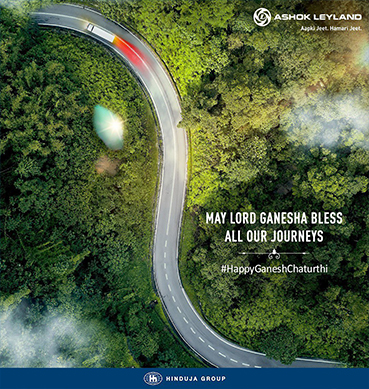 ASHOK LEYLAND
Aapki Jeet. Hamari Jeet.
MAY LORD GANESHA BLESS
ALL OUR JOURNEYS
#HappyGaneshChaturthi
HINDUJA GROUP